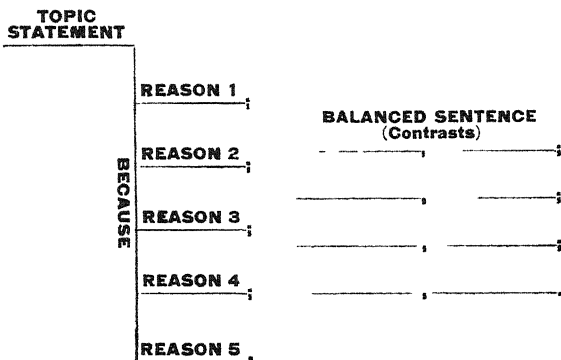 TOPIC
STATEMENT
REASON 1 ;
BALANCED SENTENCE
(Contrasts)
REASON 2 ;
, ;
BECAUSE
, ;
REASON 3 ;
, ;
REASON 4 ;
, .
REASON 5 .